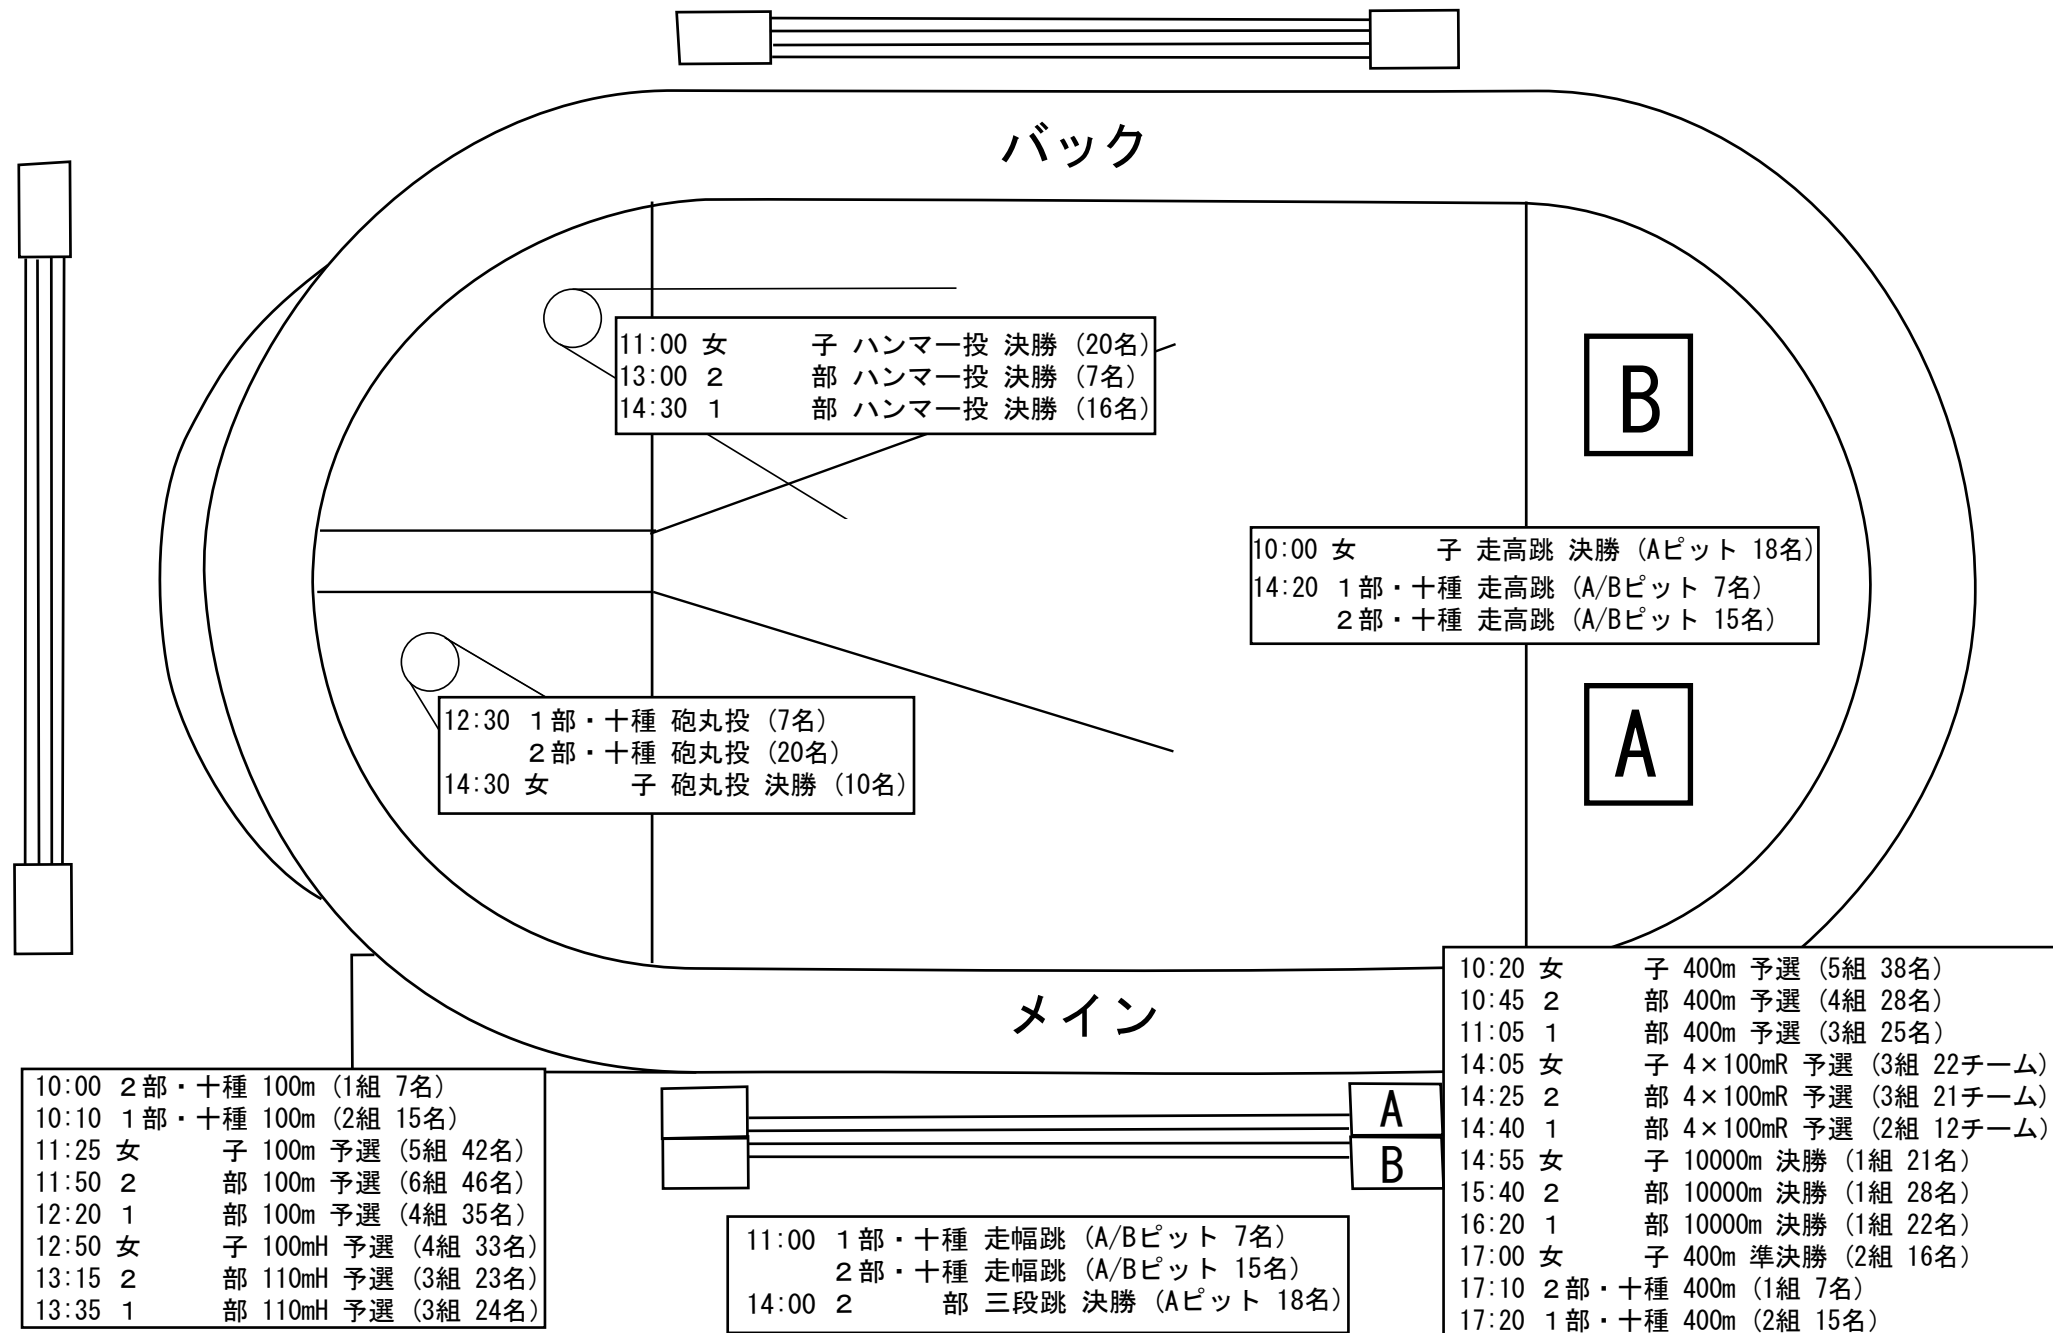 バック
11:00 女 子 ハンマー投 決勝 (20名)
13:00 2 部 ハンマー投 決勝 (7名)
14:30 1 部 ハンマー投 決勝 (16名)
B
10:00 女 子 走高跳 決勝 (Aピット 18名)
14:20 1部・十種 走高跳 (A/Bピット 7名)
2部・十種 走高跳 (A/Bピット 15名)
A
12:30 1部・十種 砲丸投 (7名)
2部・十種 砲丸投 (20名)
14:30 女 子 砲丸投 決勝 (10名)
メイン
10:00 2部・十種 100m (1組 7名)
10:10 1部・十種 100m (2組 15名)
11:25 女 子 100m 予選 (5組 42名)
11:50 2 部 100m 予選 (6組 46名)
12:20 1 部 100m 予選 (4組 35名)
12:50 女 子 100mH 予選 (4組 33名)
13:15 2 部 110mH 予選 (3組 23名)
13:35 1 部 110mH 予選 (3組 24名)
A
B
11:00 1部・十種 走幅跳 (A/Bピット 7名)
2部・十種 走幅跳 (A/Bピット 15名)
14:00 2 部 三段跳 決勝 (Aピット 18名)
10:20 女 子 400m 予選 (5組 38名)
10:45 2 部 400m 予選 (4組 28名)
11:05 1 部 400m 予選 (3組 25名)
14:05 女 子 4×100mR 予選 (3組 22チーム)
14:25 2 部 4×100mR 予選 (3組 21チーム)
14:40 1 部 4×100mR 予選 (2組 12チーム)
14:55 女 子 10000m 決勝 (1組 21名)
15:40 2 部 10000m 決勝 (1組 28名)
16:20 1 部 10000m 決勝 (1組 22名)
17:00 女 子 400m 準決勝 (2組 16名)
17:10 2部・十種 400m (1組 7名)
17:20 1部・十種 400m (2組 15名)